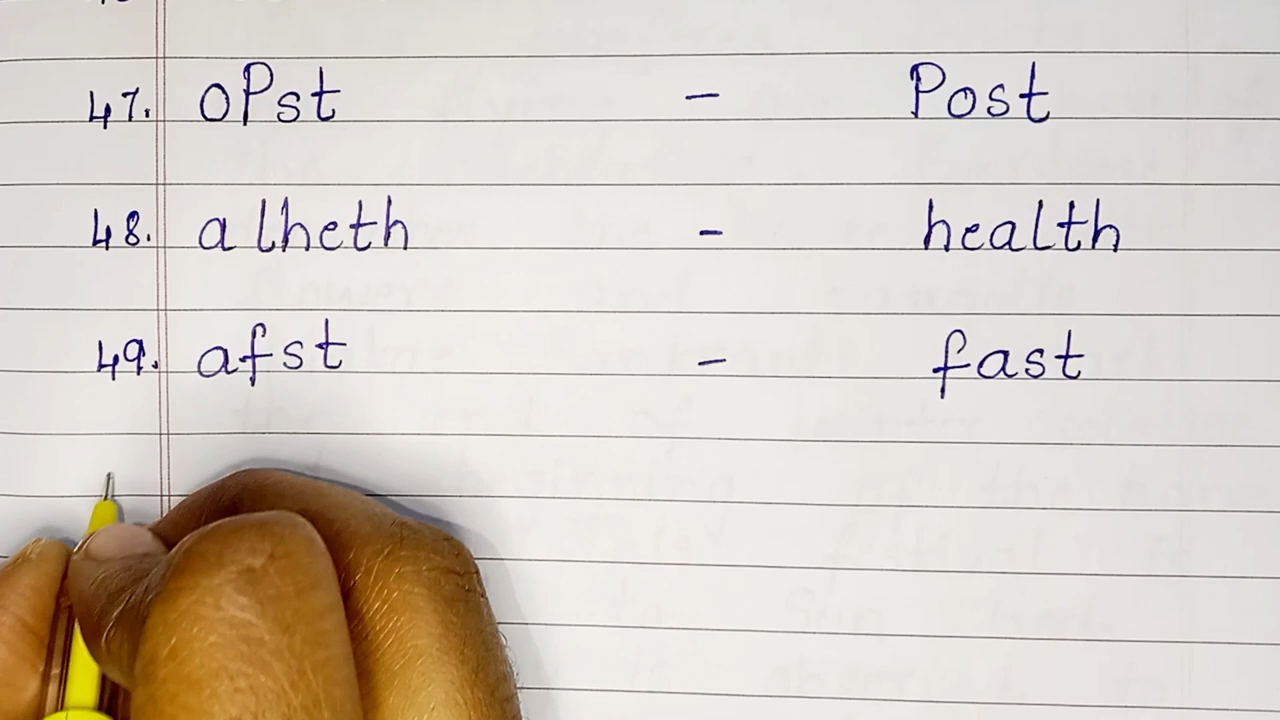 47. oPst - Post
48. alheth - health
49. afst - fast